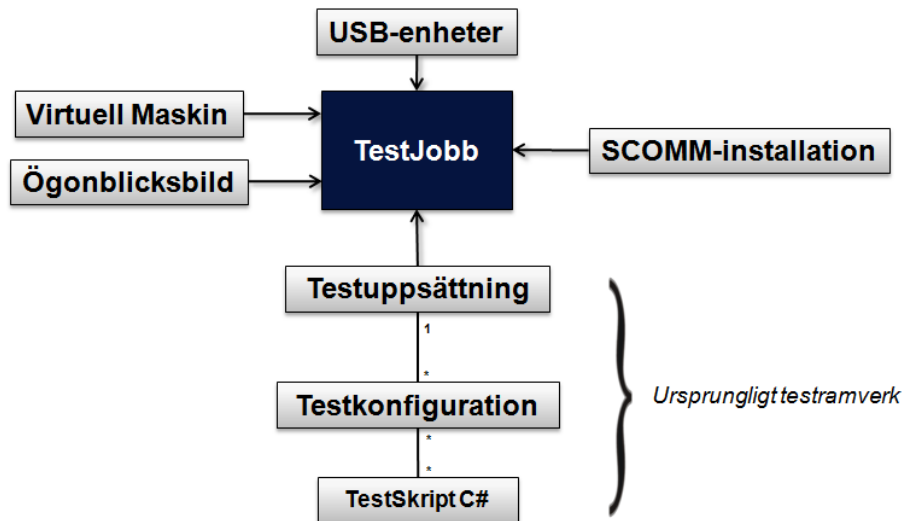 USB-enheter
Virtuell Maskin
TestJobb
SCOMM-installation
Ögonblicksbild
Testuppsättning
1
*
Testkonfiguration
Ursprungligt testramverk
*
*
TestSkript C#